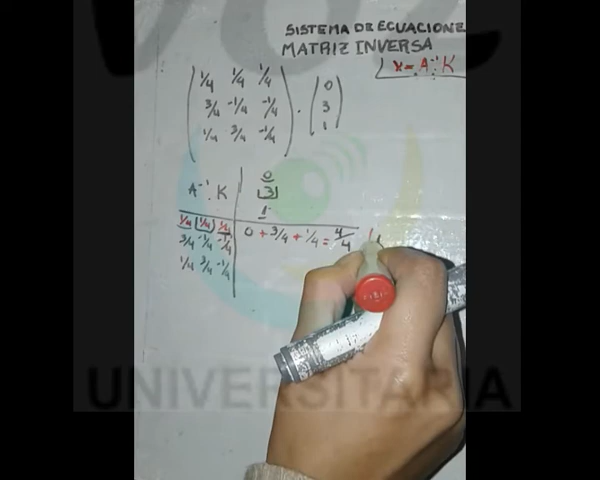 SISTEMA DE ECUACIONE
MATRIZ INVERSA
X = A⁻¹ K
1/4 1/4 1/4 0
3/4 -1/4 -1/4 . 3
1/4 3/4 -1/4 1
0
A⁻¹. K 3
1
1/4 1/4 1/4 0 + 3/4 + 1/4 = 4/4
3/4 -1/4 -1/4
1/4 3/4 -1/4
UNIVERSITARIA